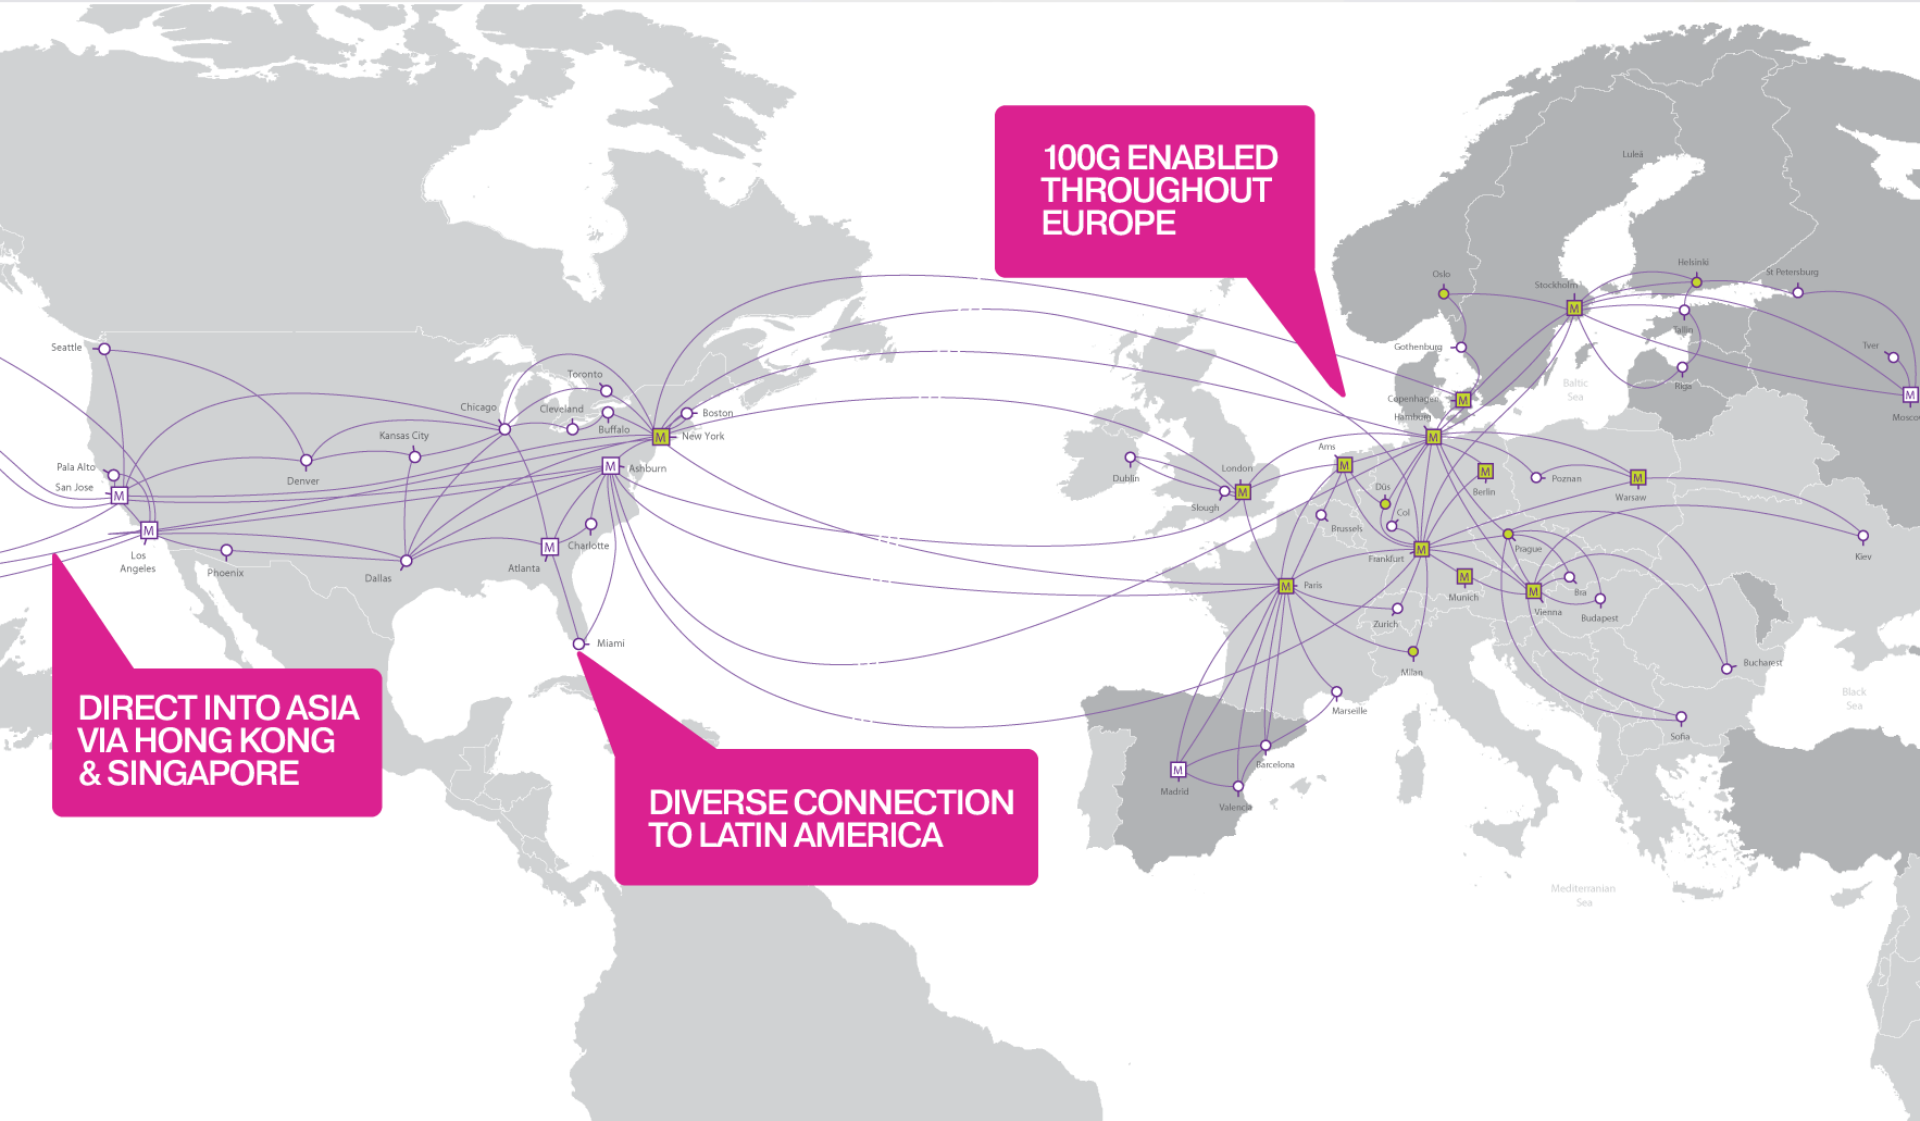 100G ENABLED
THROUGHOUT
EUROPE
Luleå
Helsinki
Oslo
St Petersburg
Stockholm
Tallin
Seattle
Gothenburg
Tver
Toronto
Riga
Baltic
Sea
Copenhagen
Chicago
Cleveland
Boston
Hamburg
Moscow
Buffalo
Kansas City
New York
M
Ams
Pala Alto
Denver
Ashburn
Dublin
London
Düs
Berlin
Poznan
San Jose
Warsaw
Slough
Col
Brussels
Charlotte
Prague
Kiev
Los
Angeles
Phoenix
Dallas
Atlanta
Frankfurt
Paris
Munich
Bra
Vienna
Budapest
Zurich
Miami
Milan
Bucharest
Marseille
Black
Sea
Sofia
Barcelona
Madrid
Valencia
DIRECT INTO ASIA
VIA HONG KONG
& SINGAPORE
DIVERSE CONNECTION
TO LATIN AMERICA
Mediterranian
Sea